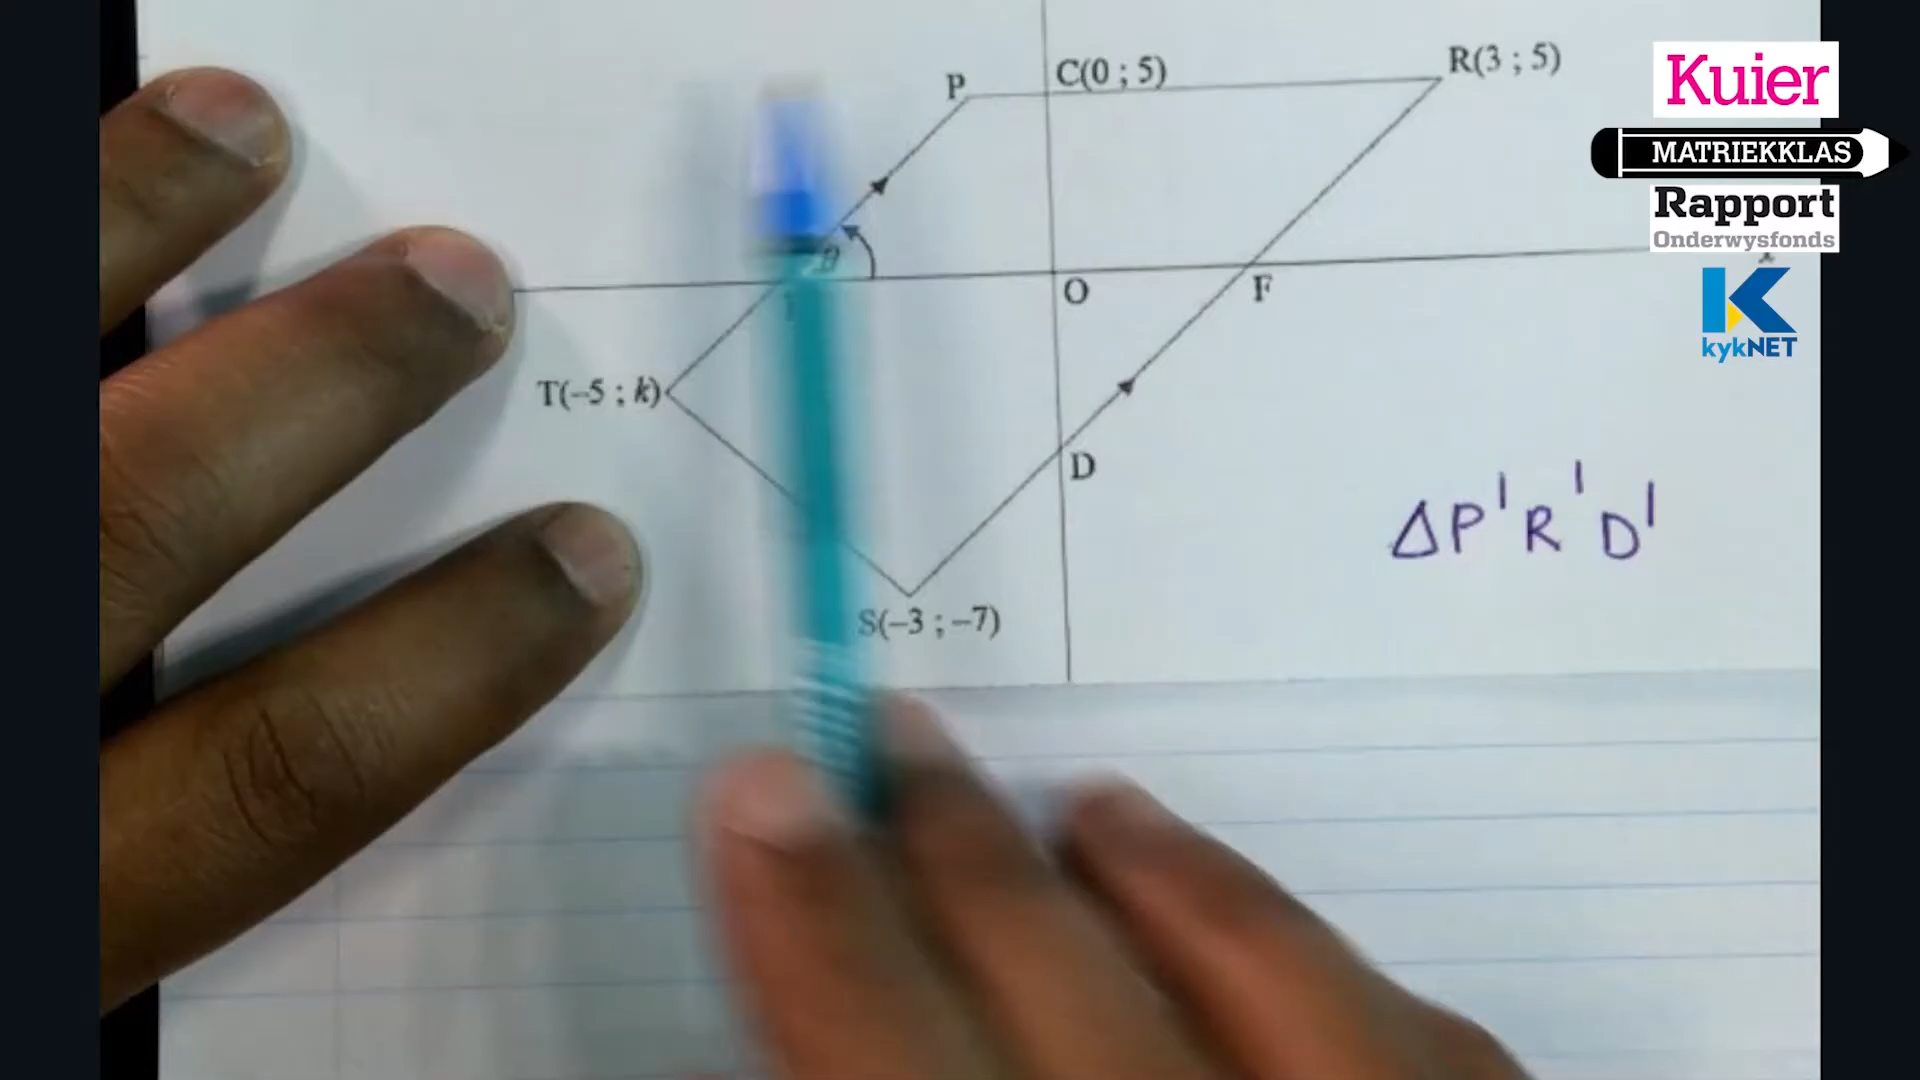 P
C(0 ; 5)
R(3 ; 5)
Kuier
MATRIEKKLAS
Rapport
Onderwysfonds
θ
O
F
kykNET
T(–5 ; k)
D
ΔP'R'D'
S(–3 ; –7)